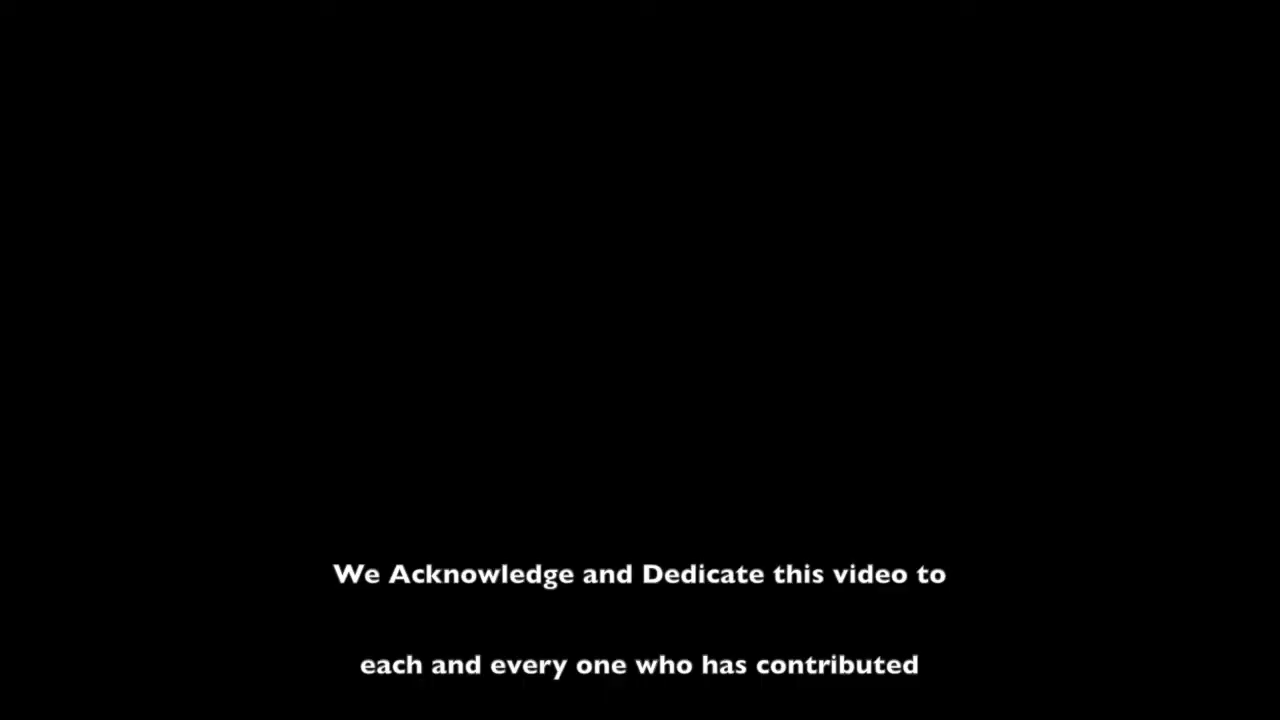 We Acknowledge and Dedicate this video to
each and every one who has contributed